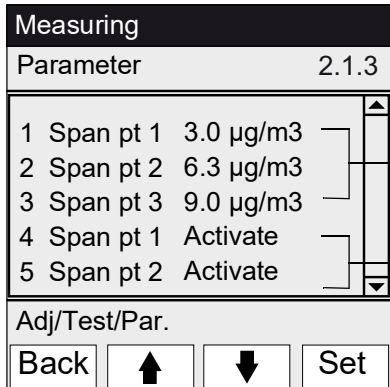 Measuring
Parameter 2.1.3
1 Span pt 1 3.0 µg/m3
2 Span pt 2 6.3 µg/m3
3 Span pt 3 9.0 µg/m3
4 Span pt 1 Activate
5 Span pt 2 Activate
Adj/Test/Par.
Back Set